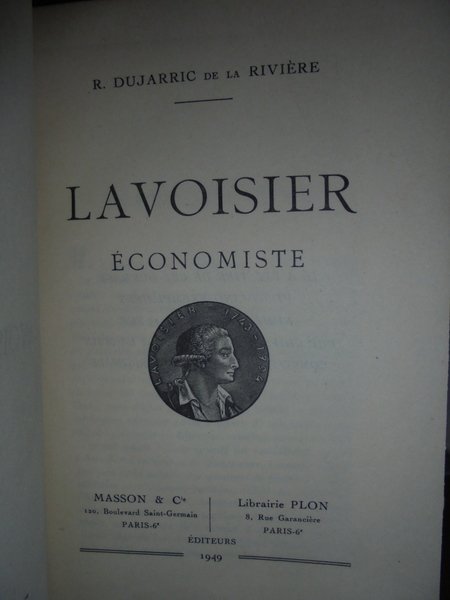 R. DUJARRIC DE LA RIVIÈRE
LAVOISIER
ÉCONOMISTE
LAVOISIER 1743-1794
MASSON & Cie
120, Boulevard Saint-Germain
PARIS-6e
Librairie PLON
8, Rue Garancière
PARIS-6e
ÉDITEURS
1949